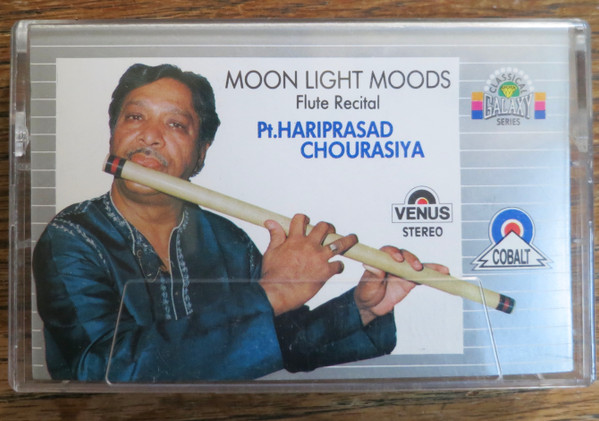 MOON LIGHT MOODS
Flute Recital
Pt.HARIPRASAD
CHOURASIYA
CLASSICAL
GALAXY
SERIES
VENUS
STEREO
COBALT